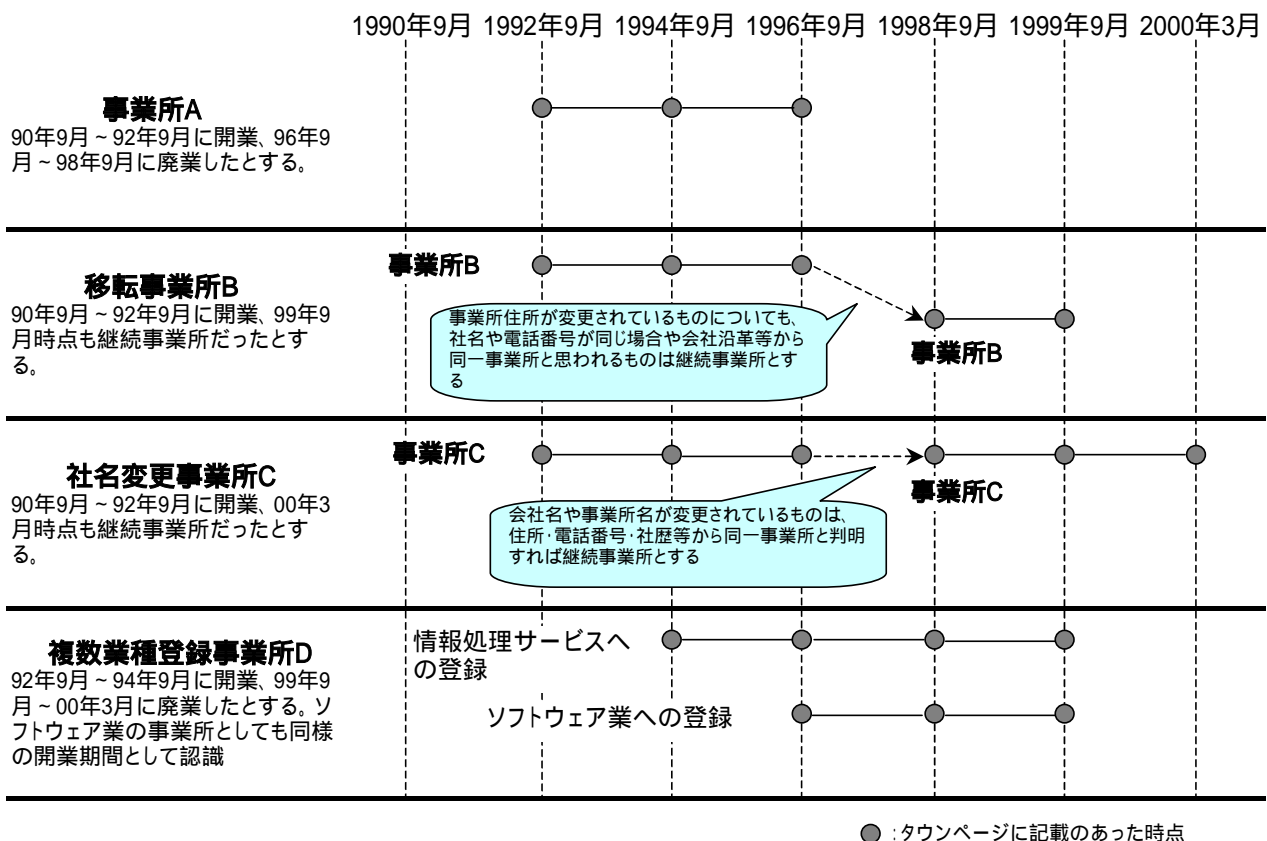 1990年9月 1992年9月 1994年9月 1996年9月 1998年9月 1999年9月 2000年3月
事業所A
90年9月~92年9月に開業、96年9
月~98年9月に廃業したとする。
移転事業所B
90年9月~92年9月に開業、99年9
月時点も継続事業所だったとす
る。
事業所B
事業所住所が変更されているものについても、
社名や電話番号が同じ場合や会社沿革等から
同一事業所と思われるものは継続事業所とす
る
事業所B
社名変更事業所C
90年9月~92年9月に開業、00年3
月時点も継続事業所だったとす
る。
事業所C
会社名や事業所名が変更されているものは、
住所・電話番号・社歴等から同一事業所と判明
すれば継続事業所とする
事業所C
複数業種登録事業所D
92年9月~94年9月に開業、99年9
月~00年3月に廃業したとする。ソ
フトウェア業の事業所としても同様
の開業期間として認識
情報処理サービスへ
の登録
ソフトウェア業への登録
:タウンページに記載のあった時点